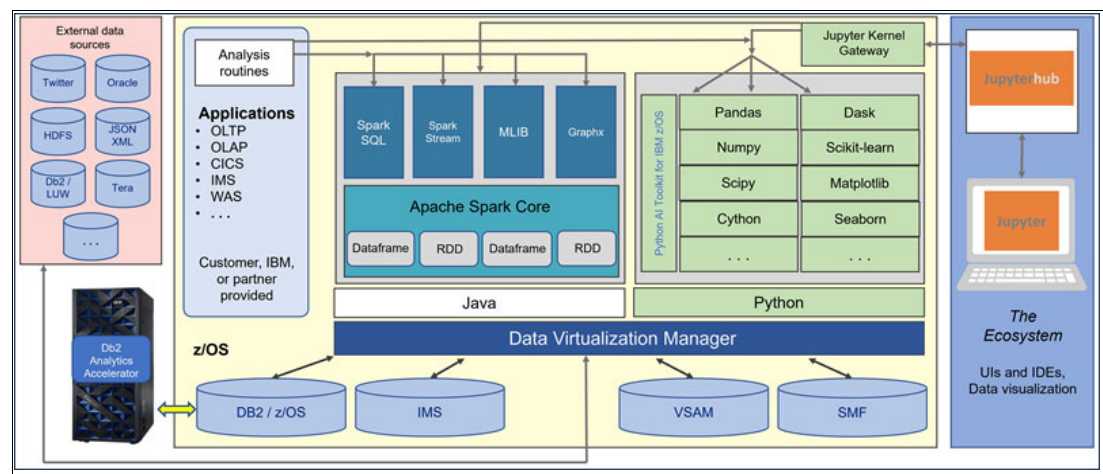 External data
sources
Twitter
Oracle
HDFS
JSON
XML
Db2 /
LUW
Tera
. . .
Db2
Analytics
Accelerator
Analysis
routines
Applications
• OLTP
• OLAP
• CICS
• IMS
• WAS
• . . .
Customer, IBM,
or partner
provided
z/OS
Spark
SQL
Spark
Stream
MLIB
Graphx
Apache Spark Core
Dataframe
RDD
Dataframe
RDD
Java
Jupyter Kernel
Gateway
Python AI Toolkit for IBM z/OS
Pandas
Dask
Numpy
Scikit-learn
Scipy
Matplotlib
Cython
Seaborn
. . .
. . .
Python
Data Virtualization Manager
DB2 / z/OS
IMS
VSAM
SMF
Jupyterhub
Jupyter
The
Ecosystem
UIs and IDEs,
Data visualization